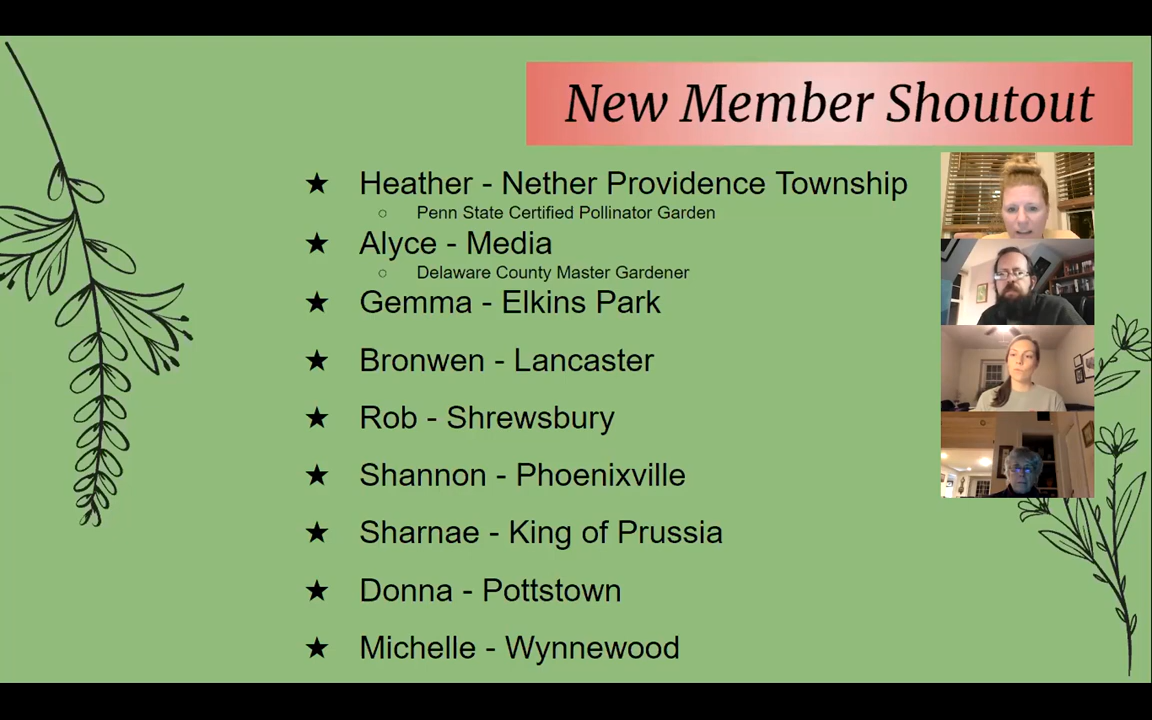 New Member Shoutout
★ Heather - Nether Providence Township
○ Penn State Certified Pollinator Garden
★ Alyce - Media
○ Delaware County Master Gardener
★ Gemma - Elkins Park
★ Bronwen - Lancaster
★ Rob - Shrewsbury
★ Shannon - Phoenixville
★ Sharnae - King of Prussia
★ Donna - Pottstown
★ Michelle - Wynnewood